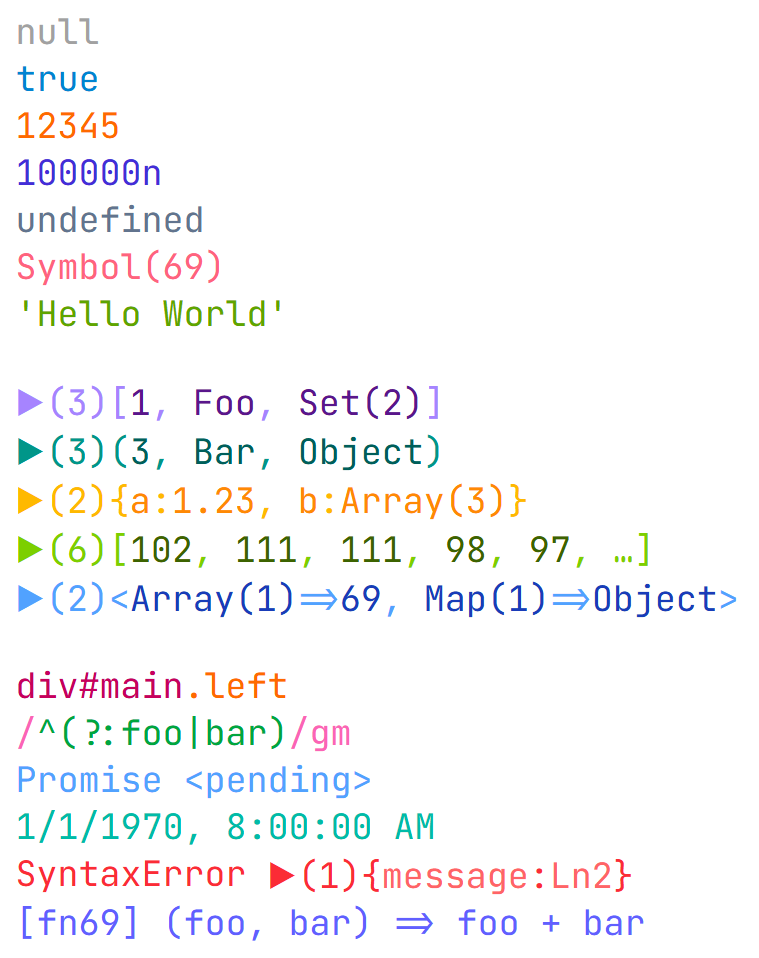 null
true
12345
100000n
undefined
Symbol(69)
'Hello World'
▶(3)[1, Foo, Set(2)]
▶(3)(3, Bar, Object)
▶(2){a:1.23, b:Array(3)}
▶(6)[102, 111, 111, 98, 97, …]
▶(2)<Array(1)=>69, Map(1)=>Object>
div#main.left
/^(?:foo|bar)/gm
Promise <pending>
1/1/1970, 8:00:00 AM
SyntaxError ▶(1){message:Ln2}
[fn69] (foo, bar) => foo + bar